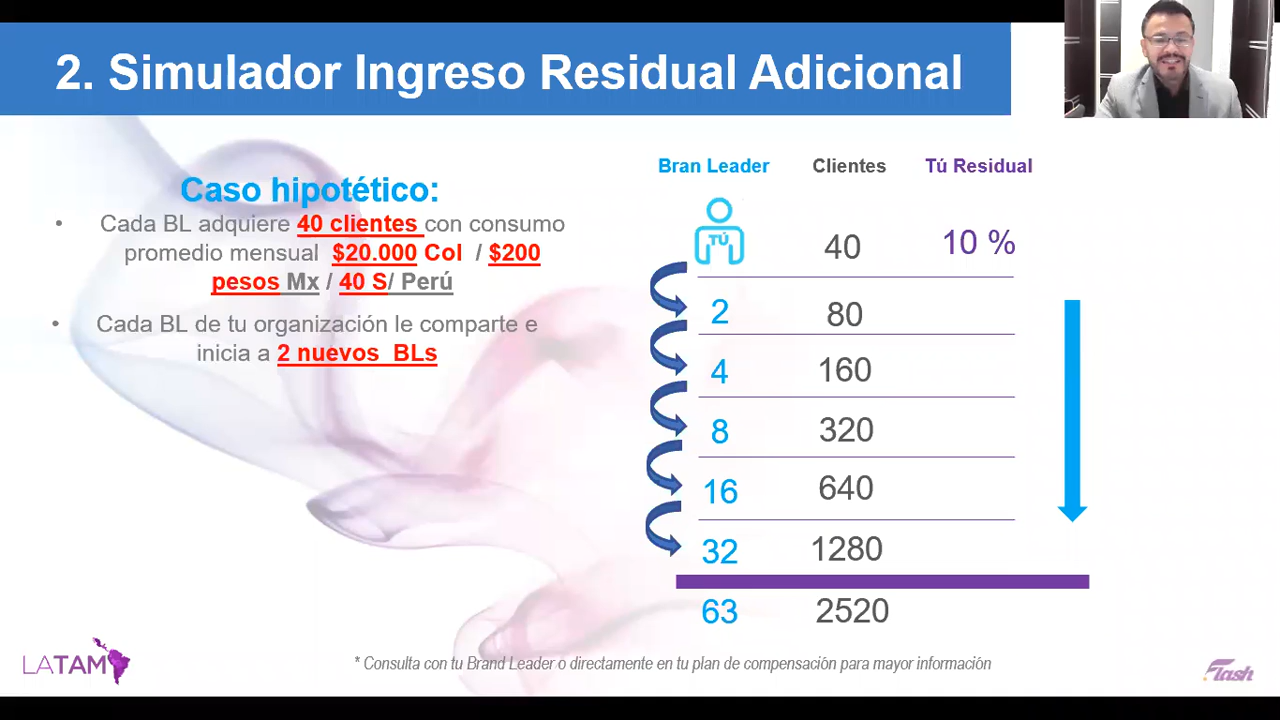 2. Simulador Ingreso Residual Adicional
Caso hipotético:
• Cada BL adquiere 40 clientes con consumo
promedio mensual $20.000 Col / $200
pesos Mx / 40 S/ Perú
• Cada BL de tu organización le comparte e
inicia a 2 nuevos BLs
Bran Leader Clientes Tú Residual
TÚ 40 10 %
2 80
4 160
8 320
16 640
32 1280
63 2520
* Consulta con tu Brand Leader o directamente en tu plan de compensación para mayor información
LATAM
Flash